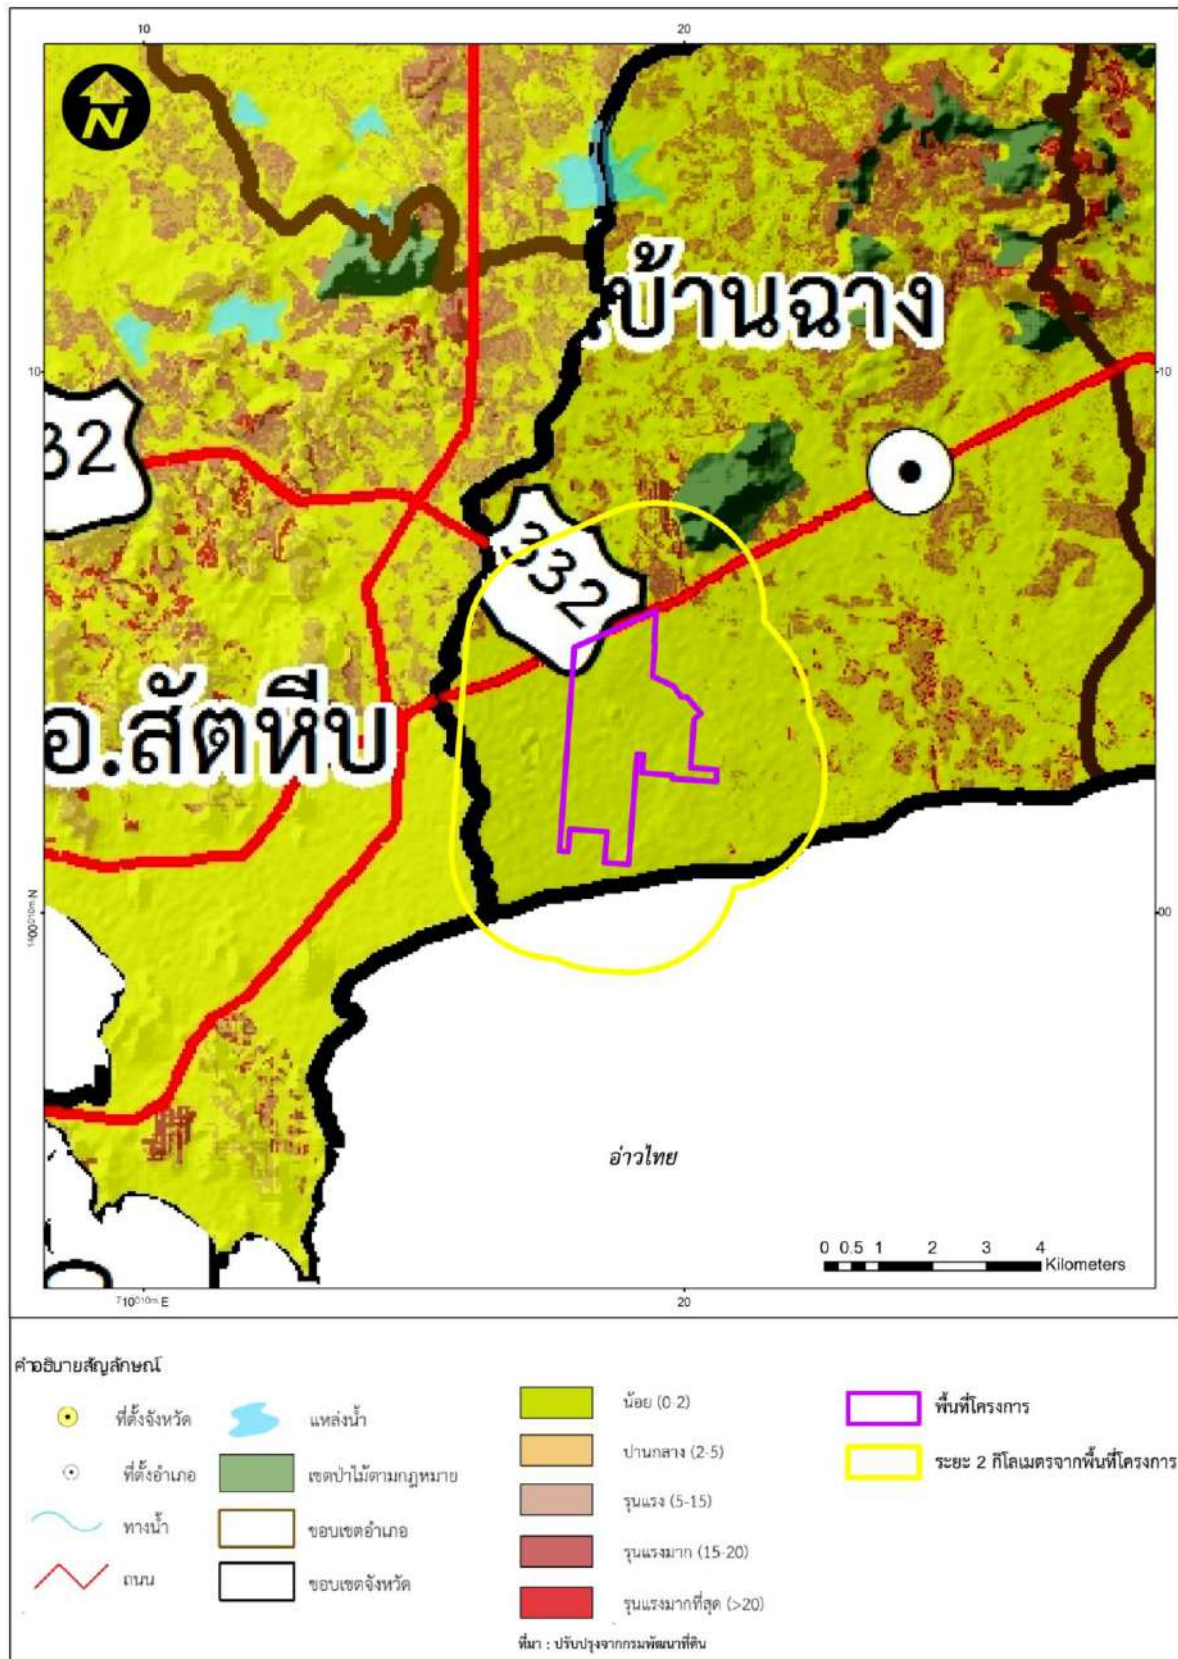 10 20
N
บ้านฉาง
10 10
32
332
อ.สัตหีบ
00
อ่าวไทย
0 0.5 1 2 3 4
Kilometers
710010m E 20
คำอธิบายสัญลักษณ์
ที่ตั้งจังหวัด
ที่ตั้งอำเภอ
ทางน้ำ
ถนน
แหล่งน้ำ
เขตป่าไม้ตามกฎหมาย
ขอบเขตอำเภอ
ขอบเขตจังหวัด
น้อย (0-2)
ปานกลาง (2-5)
รุนแรง (5-15)
รุนแรงมาก (15-20)
รุนแรงมากที่สุด (>20)
ที่มา : ปรับปรุงจากกรมพัฒนาที่ดิน
พื้นที่โครงการ
ระยะ 2 กิโลเมตรจากพื้นที่โครงการ